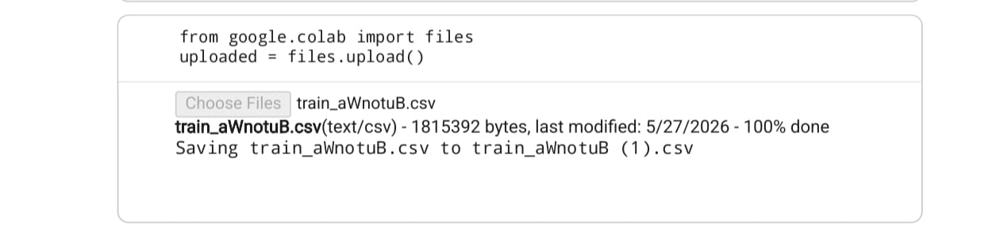 from google.colab import files
uploaded = files.upload()
Choose Files train_aWnotuB.csv
train_aWnotuB.csv(text/csv) - 1815392 bytes, last modified: 5/27/2026 - 100% done
Saving train_aWnotuB.csv to train_aWnotuB (1).csv